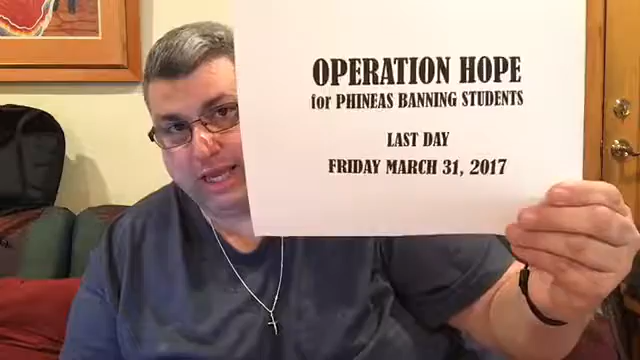 OPERATION HOPE
for PHINEAS BANNING STUDENTS
LAST DAY
FRIDAY MARCH 31, 2017